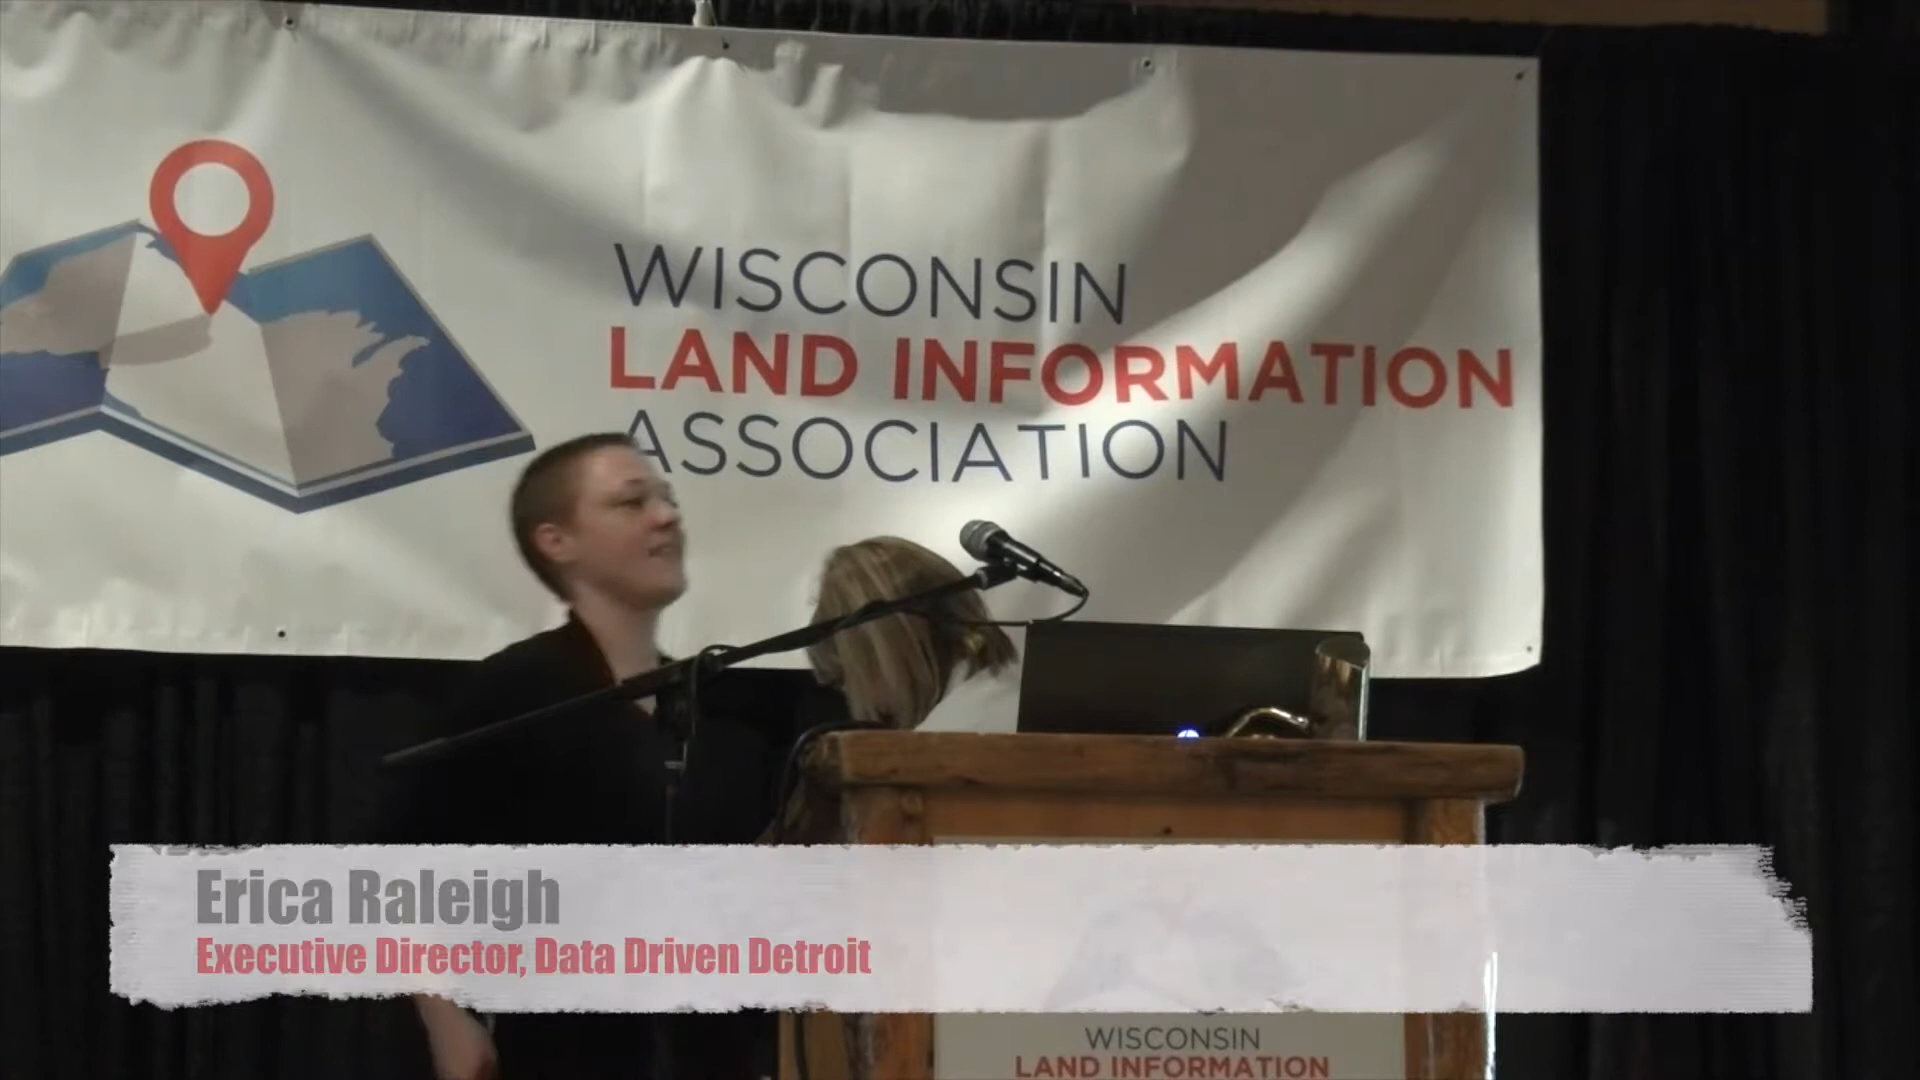 WISCONSIN
LAND INFORMATION
ASSOCIATION
Erica Raleigh
Executive Director, Data Driven Detroit
WISCONSIN
LAND INFORMATION